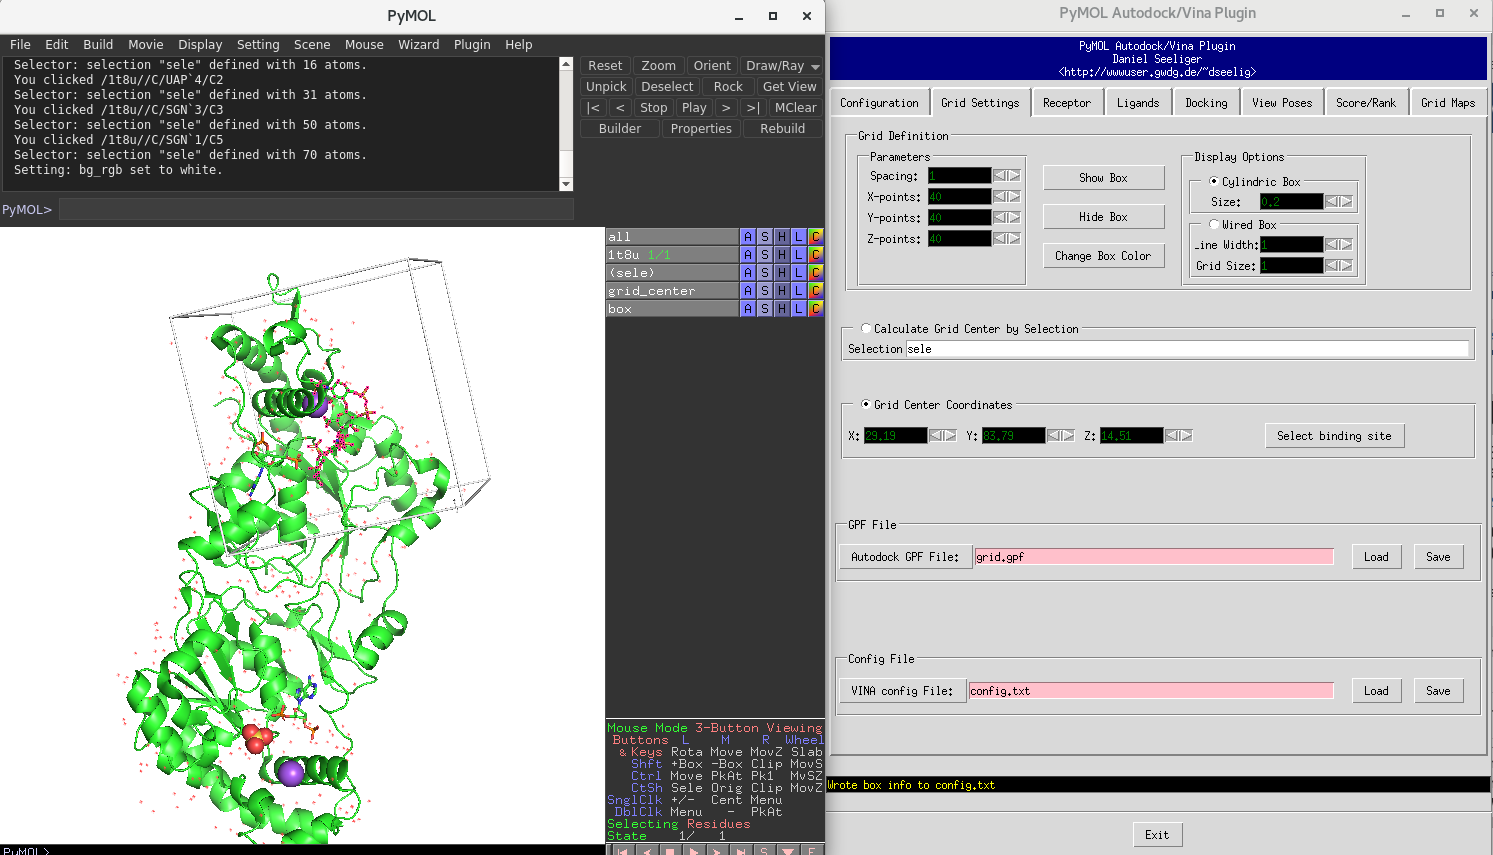 PyMOL
File Edit Build Movie Display Setting Scene Mouse Wizard Plugin Help
Selector: selection "sele" defined with 16 atoms.
You clicked /1t8u//C/UAP`4/C2
Selector: selection "sele" defined with 31 atoms.
You clicked /1t8u//C/SGN`3/C3
Selector: selection "sele" defined with 50 atoms.
You clicked /1t8u//C/SGN`1/C5
Selector: selection "sele" defined with 70 atoms.
Setting: bg_rgb set to white.
PyMOL>
Reset Zoom Orient Draw/Ray
Unpick Deselect Rock Get View
|< < Stop Play > >| MClear
Builder Properties Rebuild
all A S H L C
1t8u 1/1 A S H L C
(sele) A S H L C
grid_center A S H L C
box A S H L C
Mouse Mode 3-Button Viewing
Buttons L M R Wheel
& Keys Rota Move MovZ Slab
Shft +Box -Box Clip MovS
Ctrl Move PkAt Pk1 MvSZ
CtSh Sele Orig Clip MovZ
SnglClk +/- Cent Menu
DblClk Menu - PkAt
Selecting Residues
State 1/ 1
S F
PyMOL>
PyMOL Autodock/Vina Plugin
PyMOL Autodock/Vina Plugin
Daniel Seeliger
<http://wwwuser.gwdg.de/~dseelig>
Configuration Grid Settings Receptor Ligands Docking View Poses Score/Rank Grid Maps
Grid Definition
Parameters
Spacing: 1
X-points: 40
Y-points: 40
Z-points: 40
Show Box
Hide Box
Change Box Color
Display Options
Cylindric Box
Size: 0.2
Wired Box
Line Width: 1
Grid Size: 1
Calculate Grid Center by Selection
Selection sele
Grid Center Coordinates
X: 29.19 Y: 83.79 Z: 14.51 Select binding site
GPF File
Autodock GPF File: grid.gpf Load Save
Config File
VINA config File: config.txt Load Save
Wrote box info to config.txt
Exit